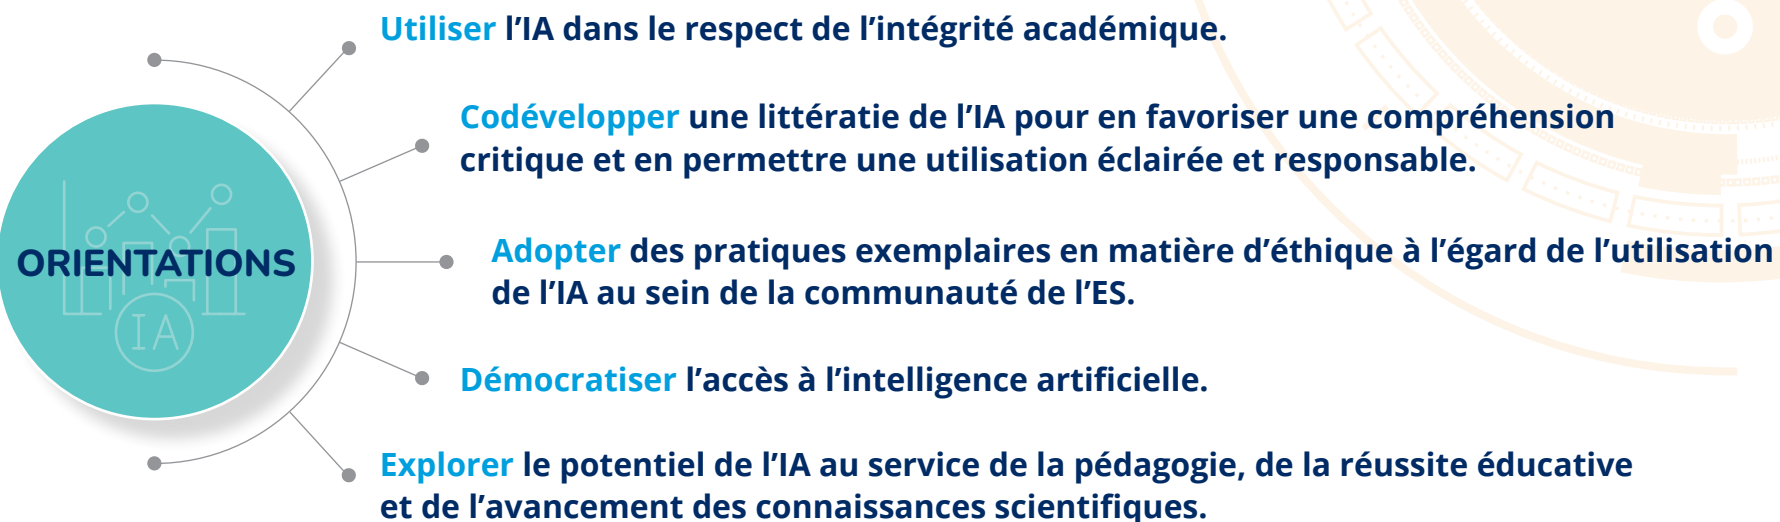 Utiliser l’IA dans le respect de l’intégrité académique.
Codévelopper une littératie de l’IA pour en favoriser une compréhension
critique et en permettre une utilisation éclairée et responsable.
ORIENTATIONS
IA
Adopter des pratiques exemplaires en matière d’éthique à l’égard de l’utilisation
de l’IA au sein de la communauté de l’ES.
Démocratiser l’accès à l’intelligence artificielle.
Explorer le potentiel de l’IA au service de la pédagogie, de la réussite éducative
et de l’avancement des connaissances scientifiques.